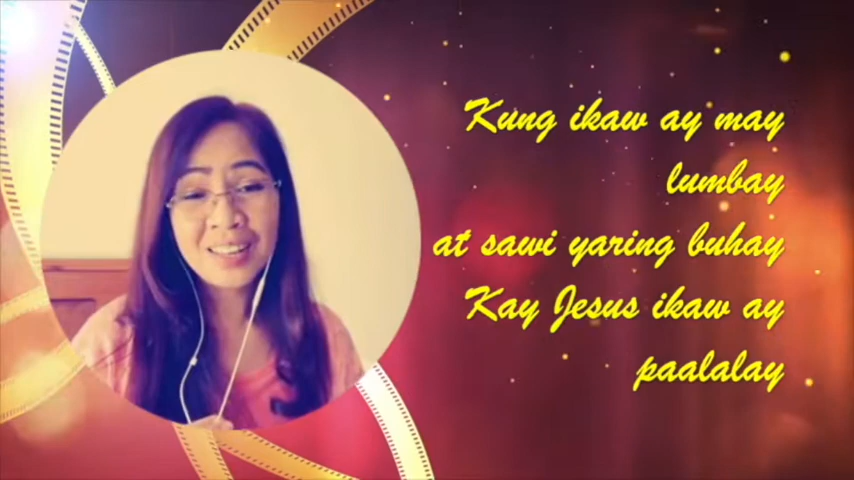 Kung ikaw ay may
lumbay
at sawi yaring buhay
Kay Jesus ikaw ay
paalalay